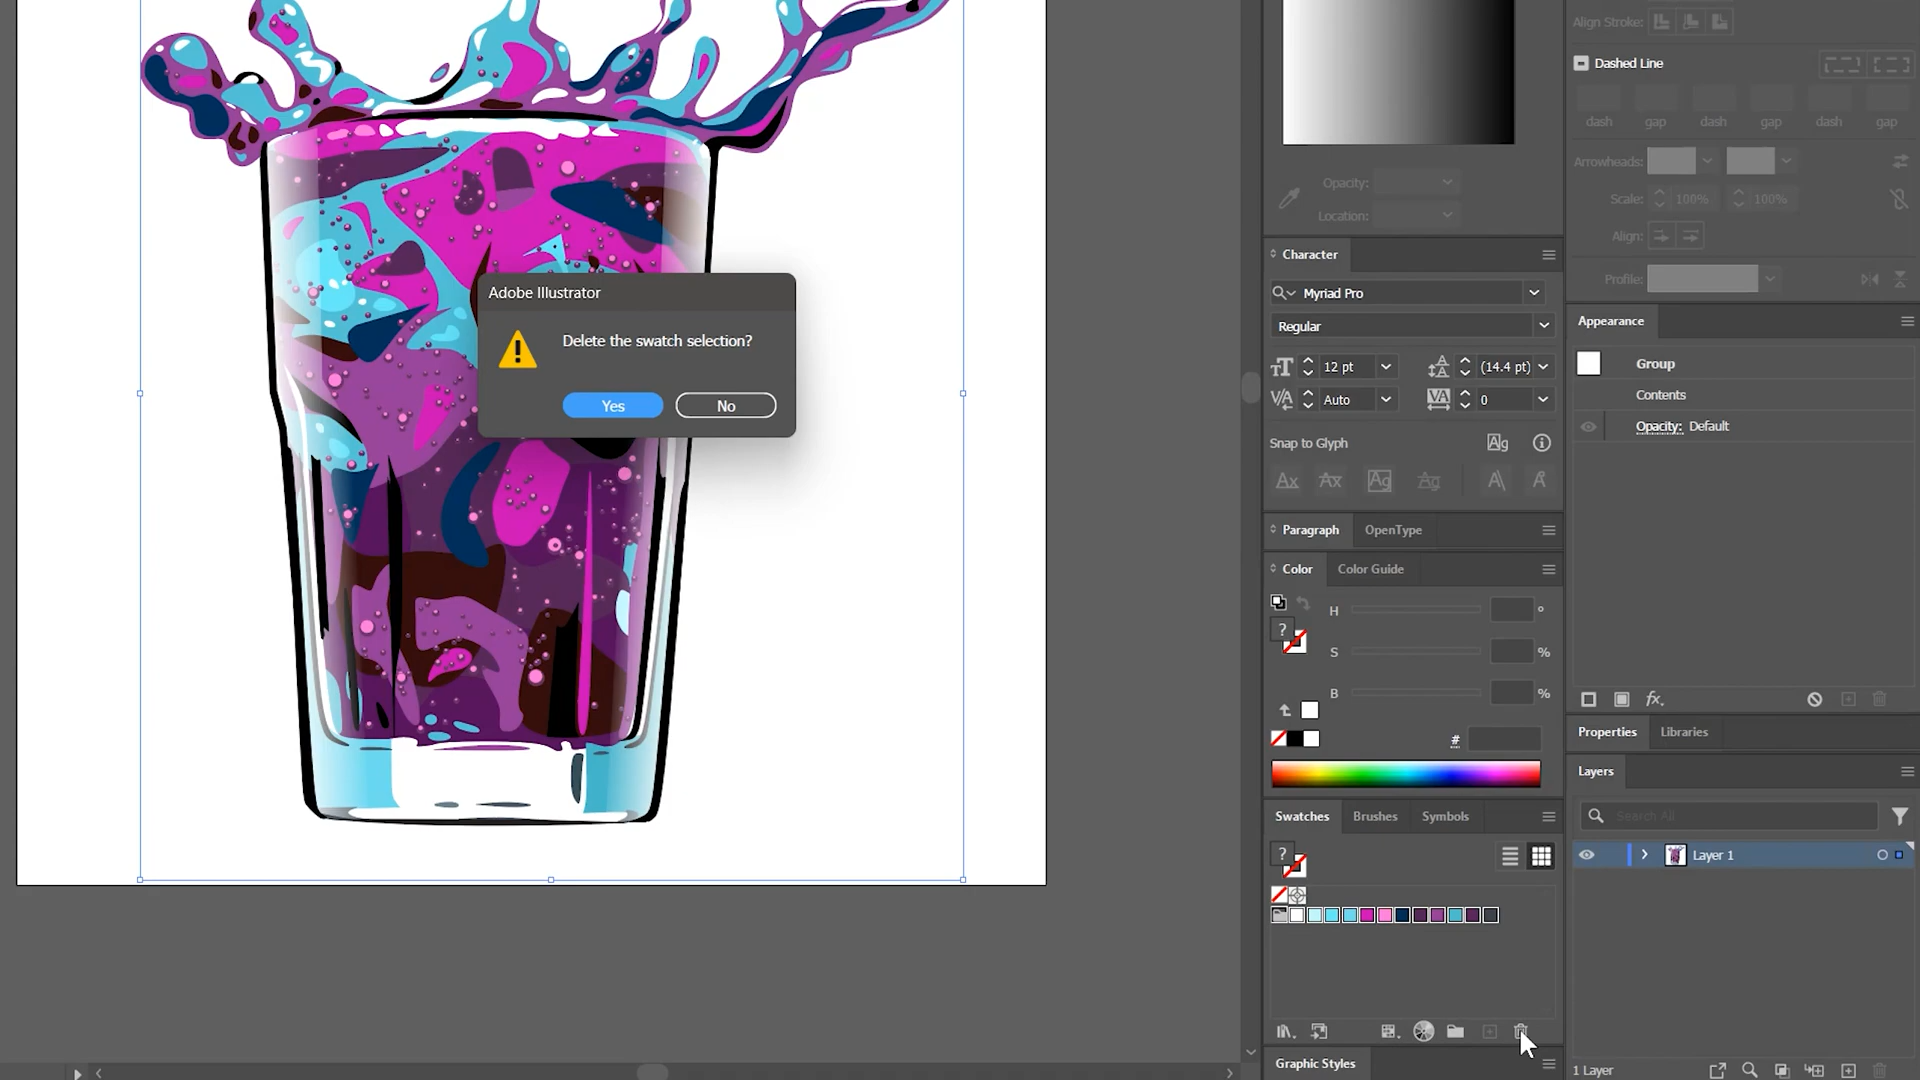 Align Stroke:
Dashed Line
dash gap dash gap dash gap
Arrowheads:
Scale: 100% 100%
Align:
Profile:
Opacity:
Location:
Character
Myriad Pro
Regular
12 pt (14.4 pt)
Auto 0
Snap to Glyph
Paragraph OpenType
Color Color Guide
H °
S %
B %
#
Swatches Brushes Symbols
Graphic Styles
Appearance
Group
Contents
Opacity: Default
Properties Libraries
Layers
Search All
Layer 1
1 Layer
Adobe Illustrator
Delete the swatch selection?
Yes No